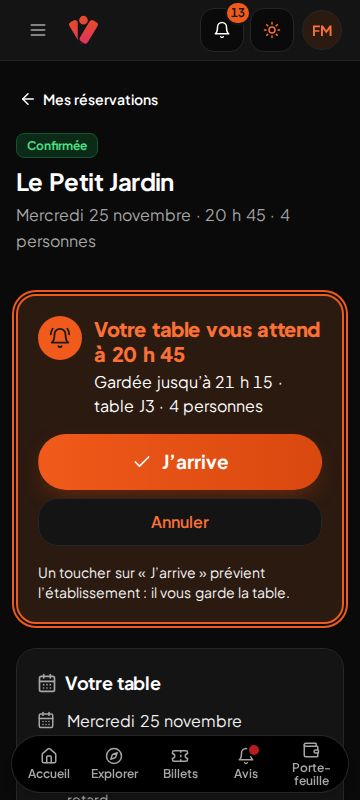 13
FM
Mes réservations
Confirmée
Le Petit Jardin
Mercredi 25 novembre · 20 h 45 · 4
personnes
Votre table vous attend
à 20 h 45
Gardée jusqu'à 21 h 15 ·
table J3 · 4 personnes
J'arrive
Annuler
Un toucher sur « J'arrive » prévient
l'établissement : il vous garde la table.
Votre table
Mercredi 25 novembre
Accueil
Explorer
Billets
Avis
Porte-
feuille
retard